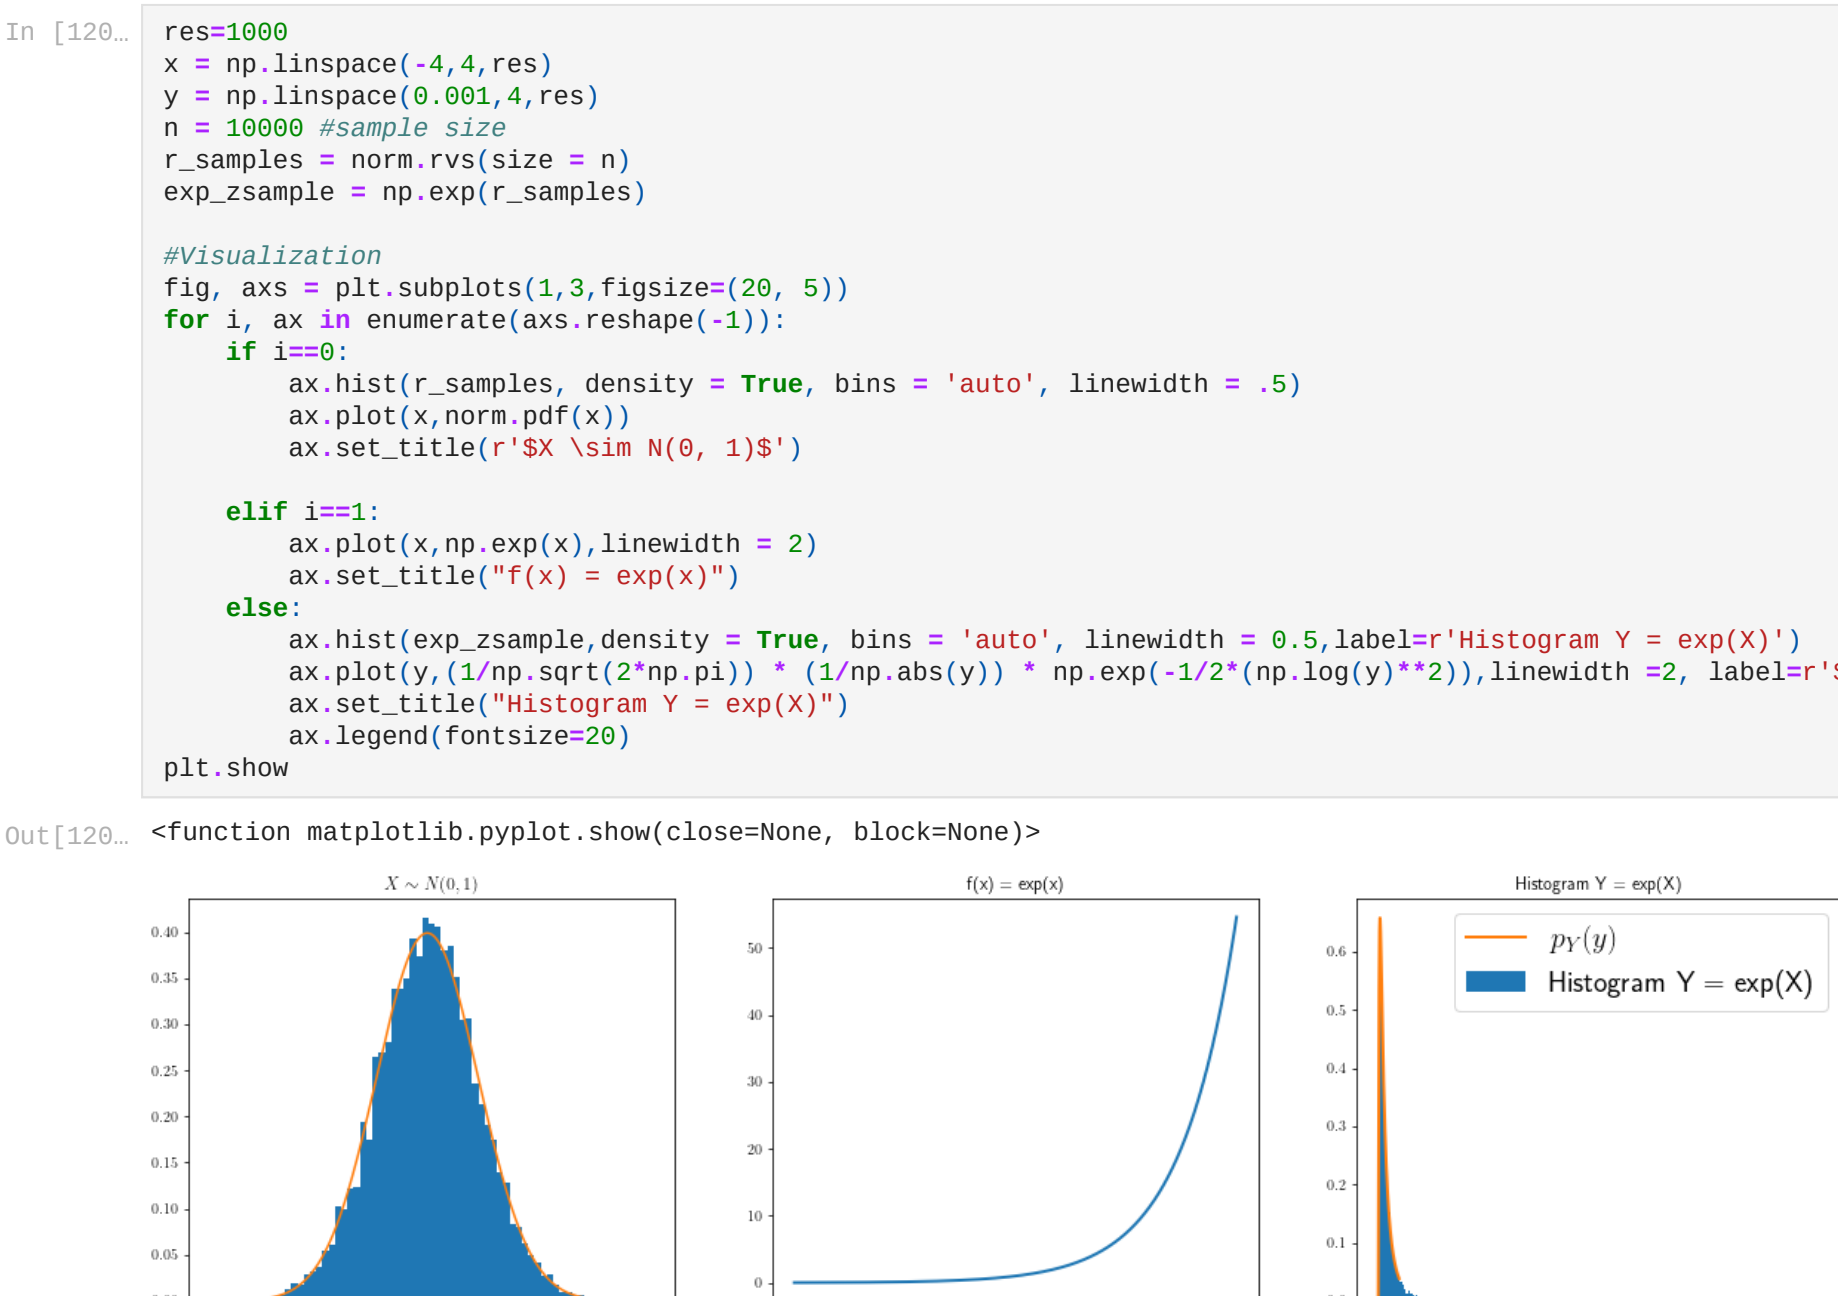 In [120…
res=1000
x = np.linspace(-4,4,res)
y = np.linspace(0.001,4,res)
n = 10000 #sample size
r_samples = norm.rvs(size = n)
exp_zsample = np.exp(r_samples)
#Visualization
fig, axs = plt.subplots(1,3,figsize=(20, 5))
for i, ax in enumerate(axs.reshape(-1)):
    if i==0:
        ax.hist(r_samples, density = True, bins = 'auto', linewidth = .5)
        ax.plot(x,norm.pdf(x))
        ax.set_title(r'$X \sim N(0, 1)$')
    elif i==1:
        ax.plot(x,np.exp(x),linewidth = 2)
        ax.set_title("f(x) = exp(x)")
    else:
        ax.hist(exp_zsample,density = True, bins = 'auto', linewidth = 0.5,label=r'Histogram Y = exp(X)')
        ax.plot(y,(1/np.sqrt(2*np.pi)) * (1/np.abs(y)) * np.exp(-1/2*(np.log(y)**2)),linewidth =2, label=r'$
        ax.set_title("Histogram Y = exp(X)")
        ax.legend(fontsize=20)
plt.show
Out[120…
<function matplotlib.pyplot.show(close=None, block=None)>
X ∼ N(0, 1)
0.40
0.35
0.30
0.25
0.20
0.15
0.10
0.05
f(x) = exp(x)
50
40
30
20
10
0
Histogram Y = exp(X)
p_Y(y)
Histogram Y = exp(X)
0.6
0.5
0.4
0.3
0.2
0.1